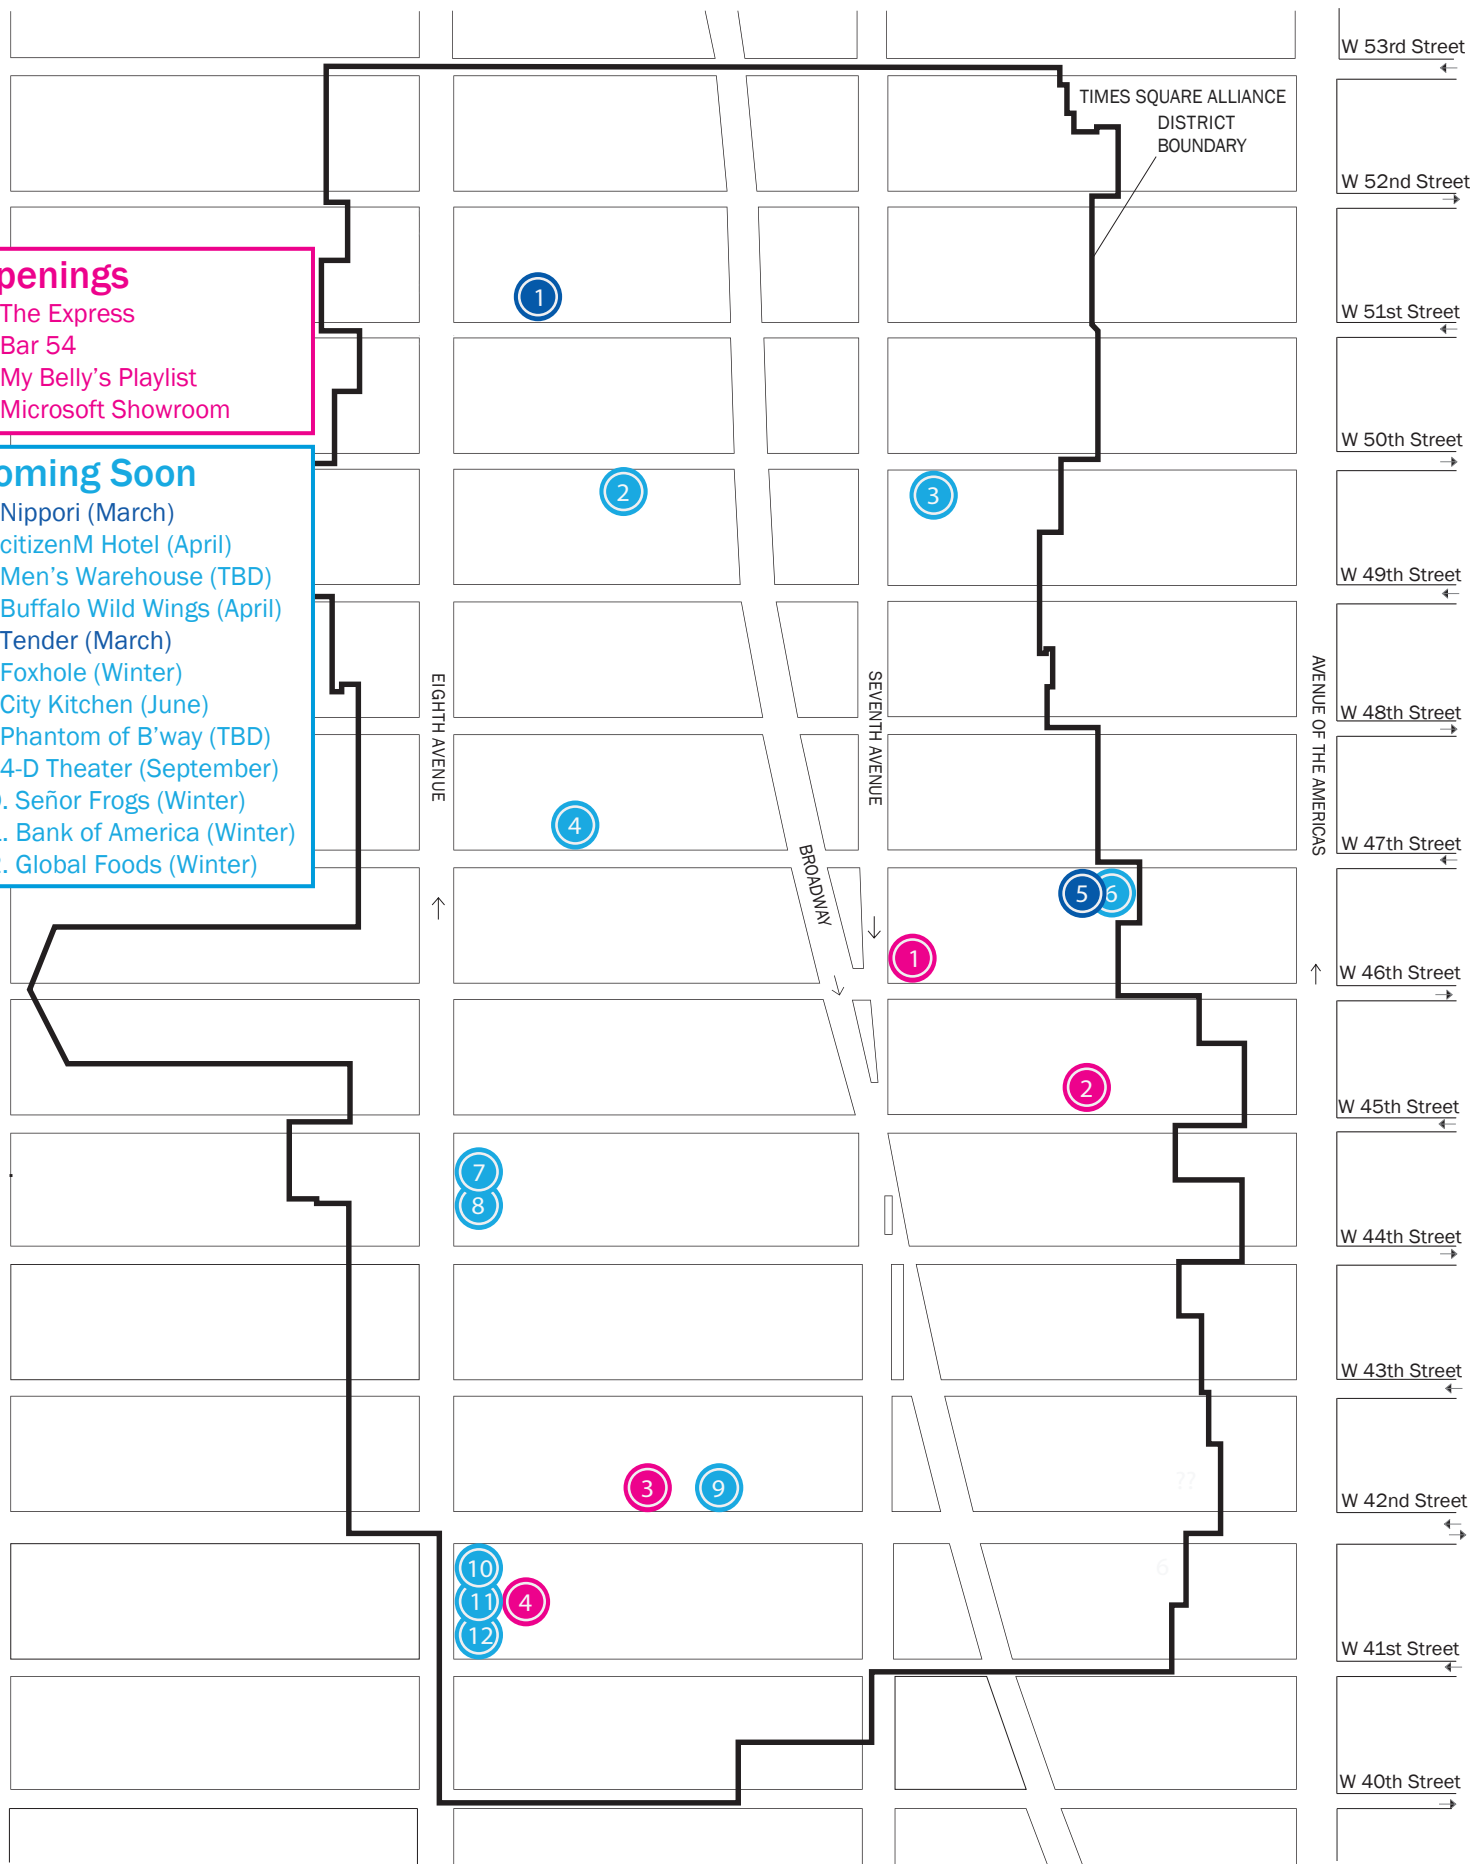 W 53rd Street
TIMES SQUARE ALLIANCE
DISTRICT
BOUNDARY
W 52nd Street
penings
The Express
Bar 54
My Belly's Playlist
Microsoft Showroom
1
W 51st Street
W 50th Street
oming Soon
Nippori (March)
citizenM Hotel (April)
Men's Warehouse (TBD)
Buffalo Wild Wings (April)
Tender (March)
Foxhole (Winter)
City Kitchen (June)
Phantom of B'way (TBD)
4-D Theater (September)
. Señor Frogs (Winter)
. Bank of America (Winter)
. Global Foods (Winter)
2
3
W 49th Street
EIGHTH AVENUE
SEVENTH AVENUE
AVENUE OF THE AMERICAS
W 48th Street
4
BROADWAY
W 47th Street
5
6
1
W 46th Street
2
W 45th Street
7
8
W 44th Street
W 43th Street
3
9
??
W 42nd Street
10
11
12
4
6
W 41st Street
W 40th Street